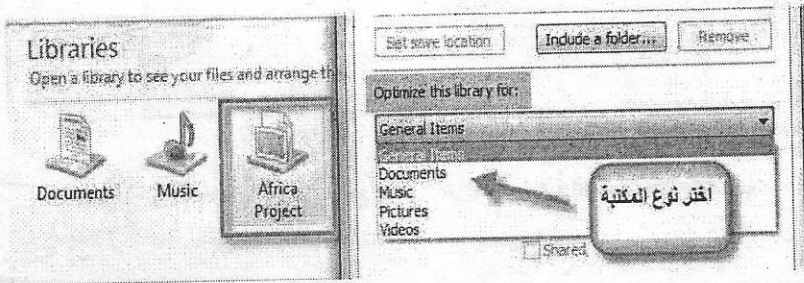 Libraries
Open a library to see your files and arrange th
Documents
Music
Africa
Project
Set save location
Include a folder...
Remove
Optimize this library for:
General Items
General Items
Documents
Music
Pictures
Videos
اختر نوع المكتبة
Shared